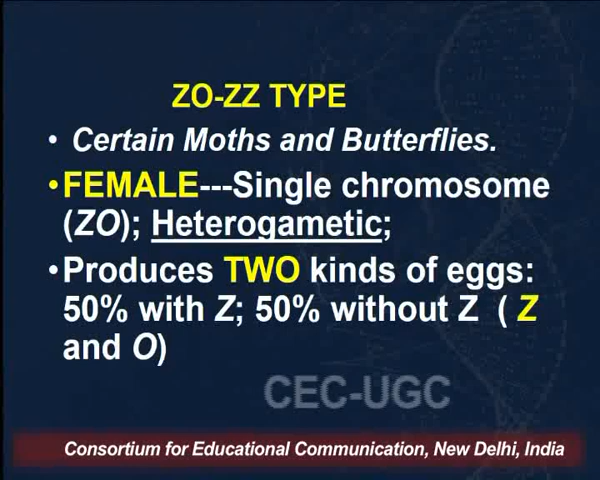 ZO-ZZ TYPE
• Certain Moths and Butterflies.
•FEMALE---Single chromosome
(ZO); Heterogametic;
•Produces TWO kinds of eggs:
50% with Z; 50% without Z ( Z
and O)
CEC-UGC
Consortium for Educational Communication, New Delhi, India